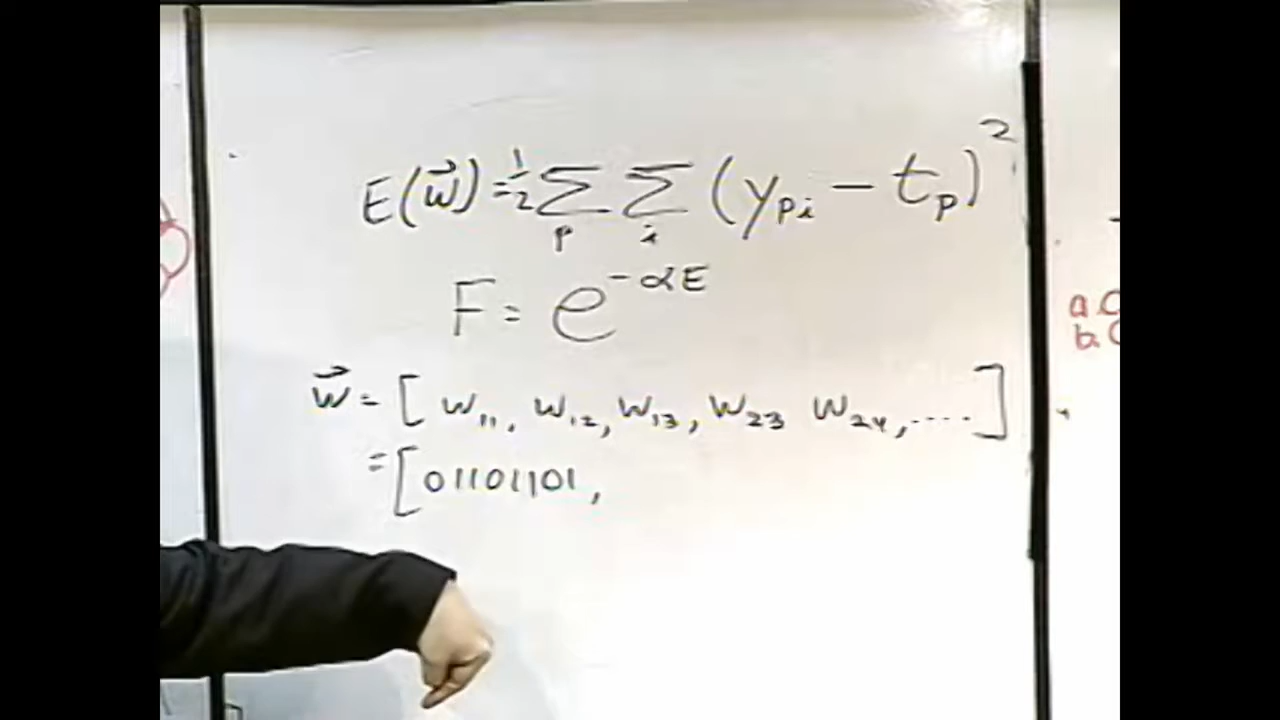 E(w⃗) = ½ Σ_p Σ_i (y_pi − t_p)²
F = e^(−αE)
w⃗ = [ w₁₁, w₁₂, w₁₃, w₂₃ w₂₄, ....]
= [01101101,
a.
b.